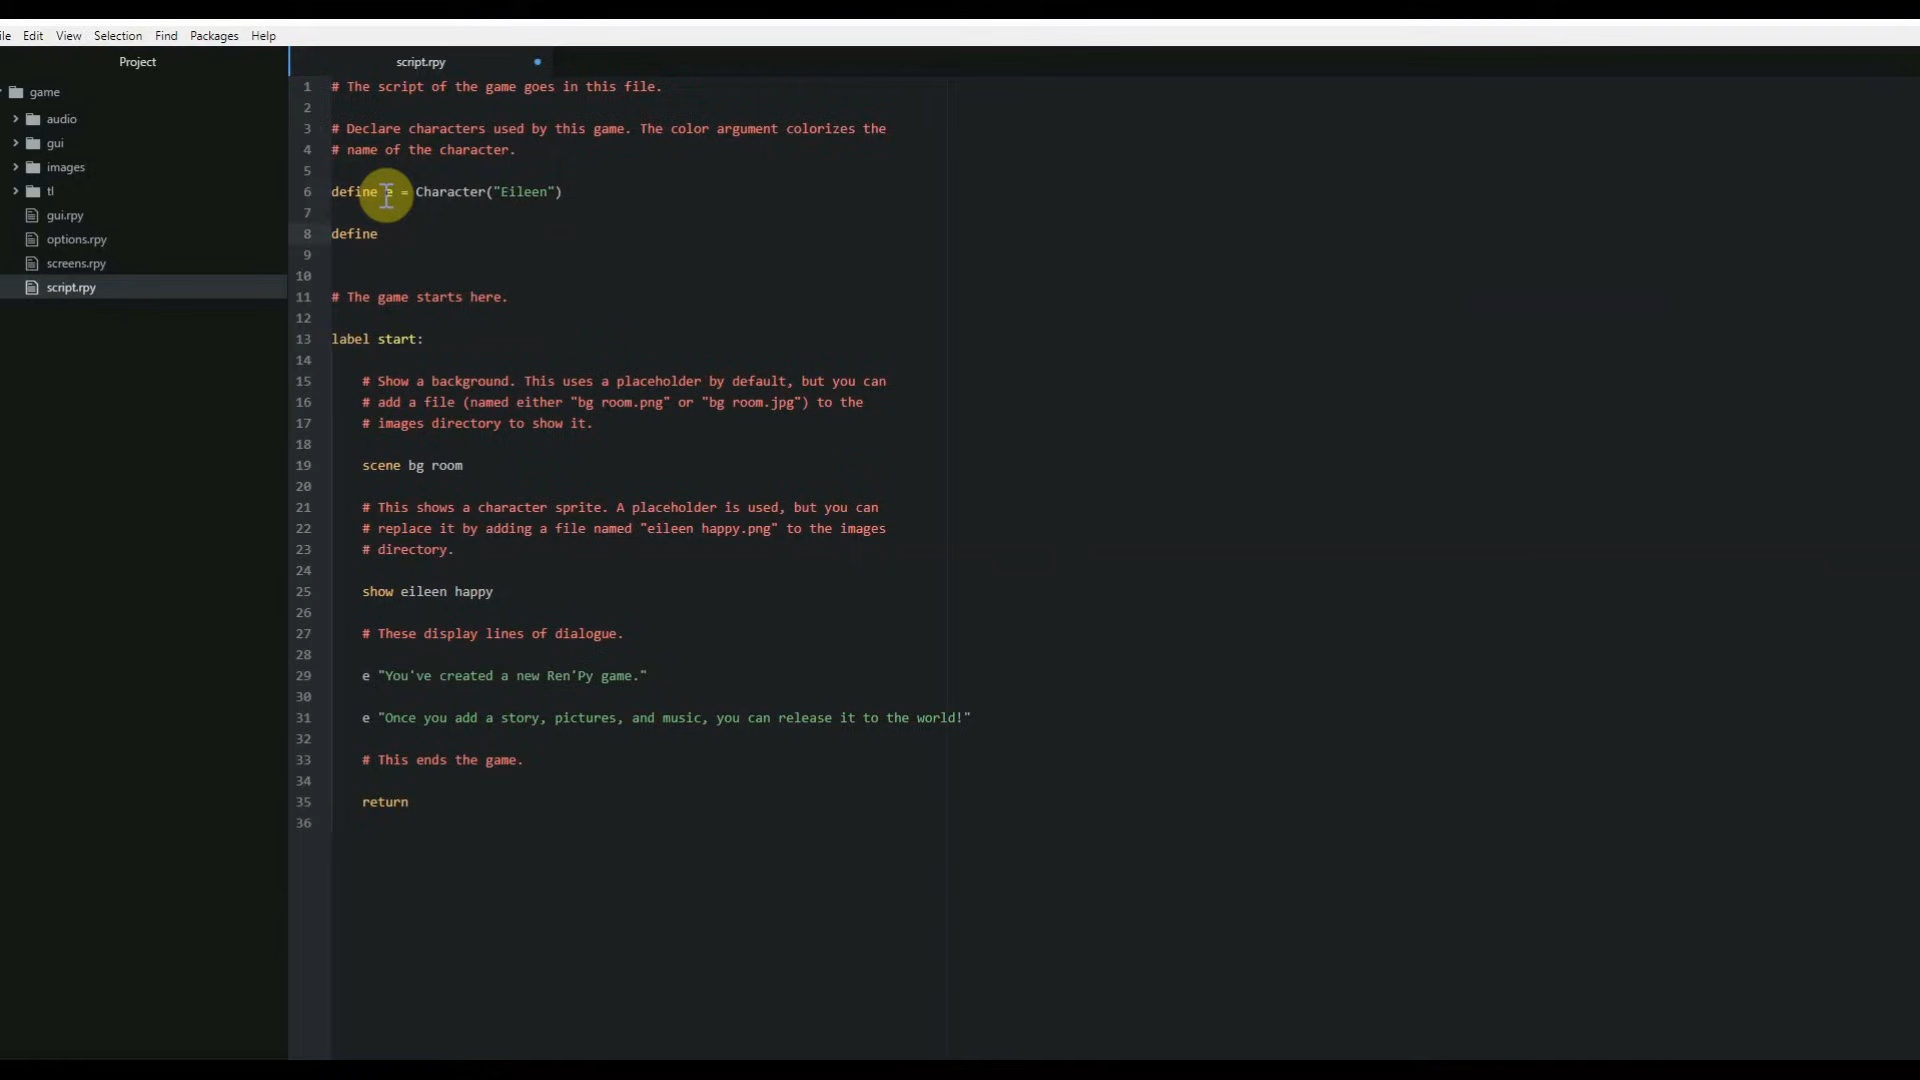 ile Edit View Selection Find Packages Help
Project
script.rpy
game
audio
gui
images
tl
gui.rpy
options.rpy
screens.rpy
script.rpy
1 # The script of the game goes in this file.
2
3 # Declare characters used by this game. The color argument colorizes the
4 # name of the character.
5
6 define e = Character("Eileen")
7
8 define
9
10
11 # The game starts here.
12
13 label start:
14
15 # Show a background. This uses a placeholder by default, but you can
16 # add a file (named either "bg room.png" or "bg room.jpg") to the
17 # images directory to show it.
18
19 scene bg room
20
21 # This shows a character sprite. A placeholder is used, but you can
22 # replace it by adding a file named "eileen happy.png" to the images
23 # directory.
24
25 show eileen happy
26
27 # These display lines of dialogue.
28
29 e "You've created a new Ren'Py game."
30
31 e "Once you add a story, pictures, and music, you can release it to the world!"
32
33 # This ends the game.
34
35 return
36